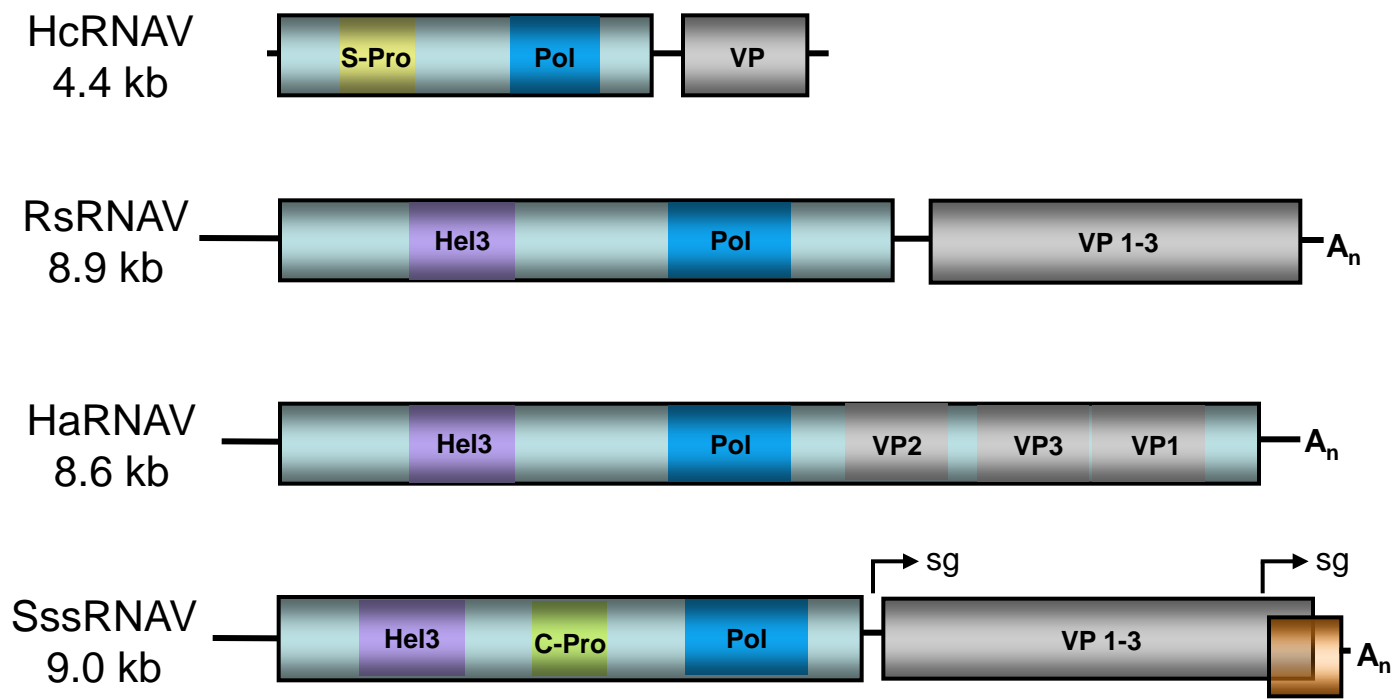 HcRNAV
4.4 kb
S-Pro Pol VP
RsRNAV
8.9 kb
Hel3 Pol VP 1-3 An
HaRNAV
8.6 kb
Hel3 Pol VP2 VP3 VP1 An
sg sg
SssRNAV
9.0 kb
Hel3 C-Pro Pol VP 1-3 An